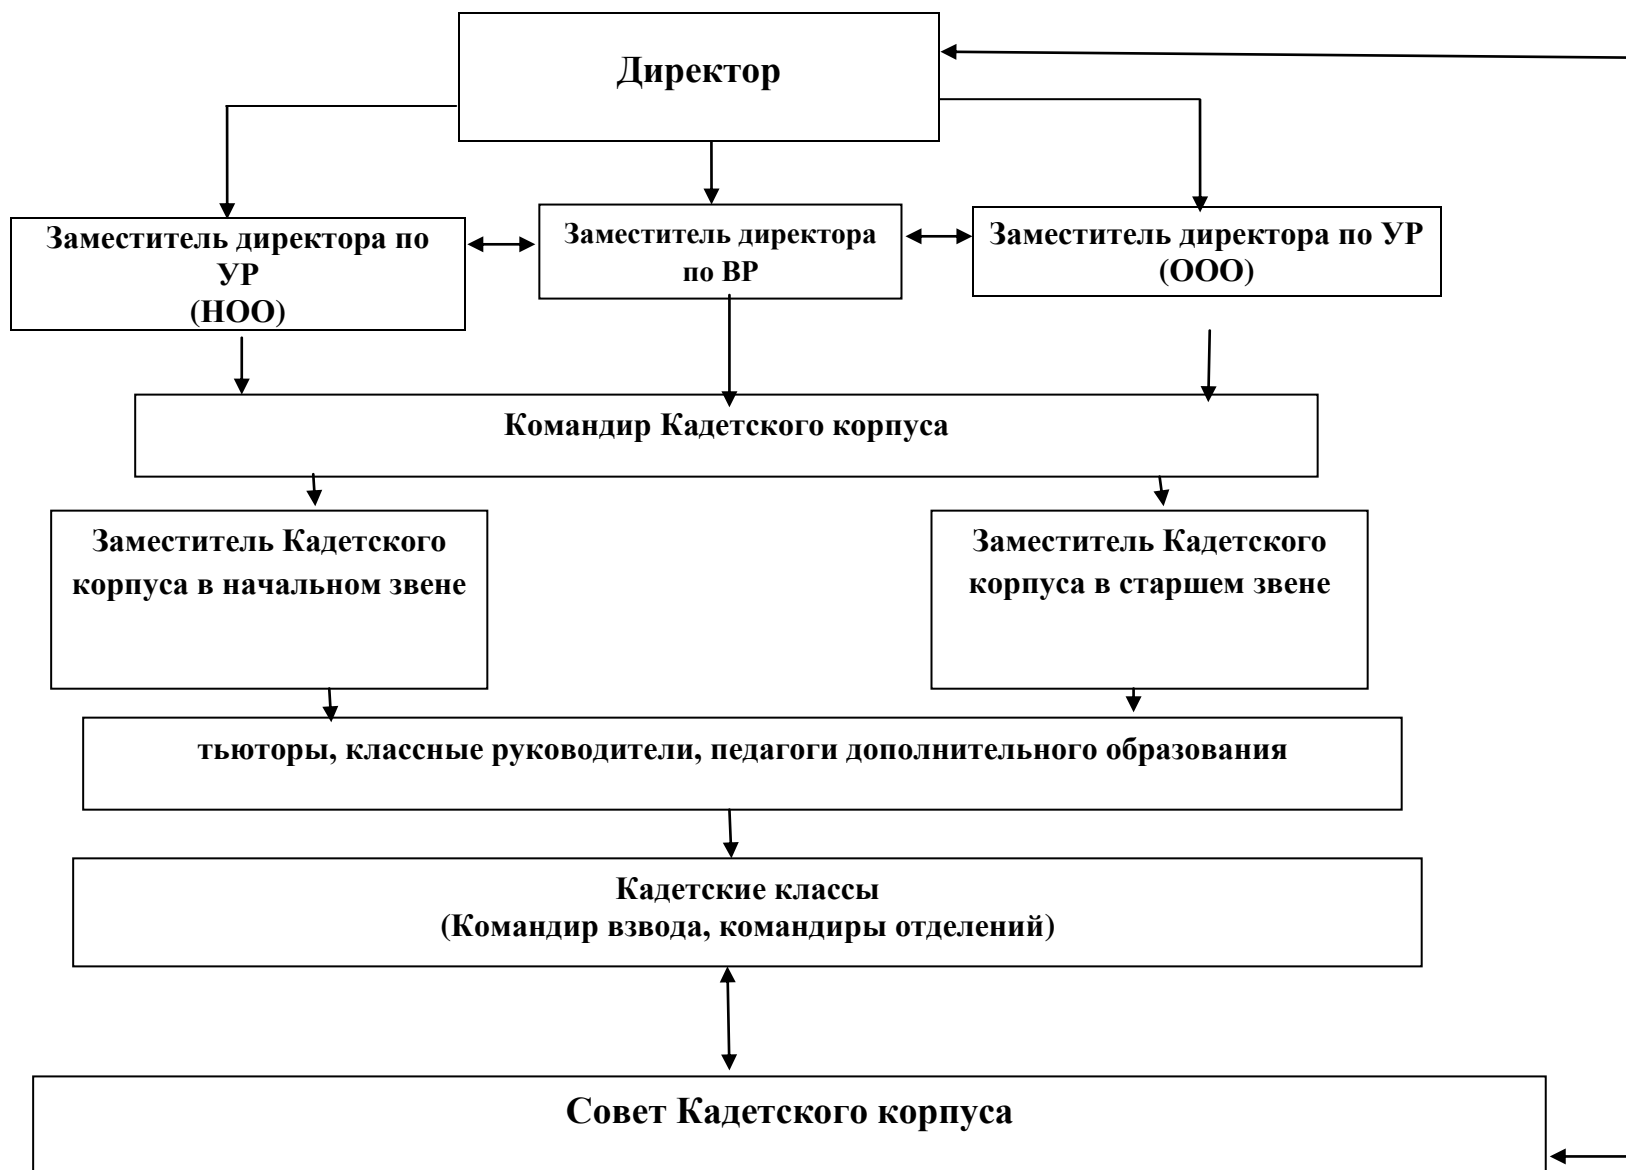 Директор
Заместитель директора по
УР
(НОО)
Заместитель директора
по ВР
Заместитель директора по УР
(ООО)
Командир Кадетского корпуса
Заместитель Кадетского
корпуса в начальном звене
Заместитель Кадетского
корпуса в старшем звене
тьюторы, классные руководители, педагоги дополнительного образования
Кадетские классы
(Командир взвода, командиры отделений)
Совет Кадетского корпуса